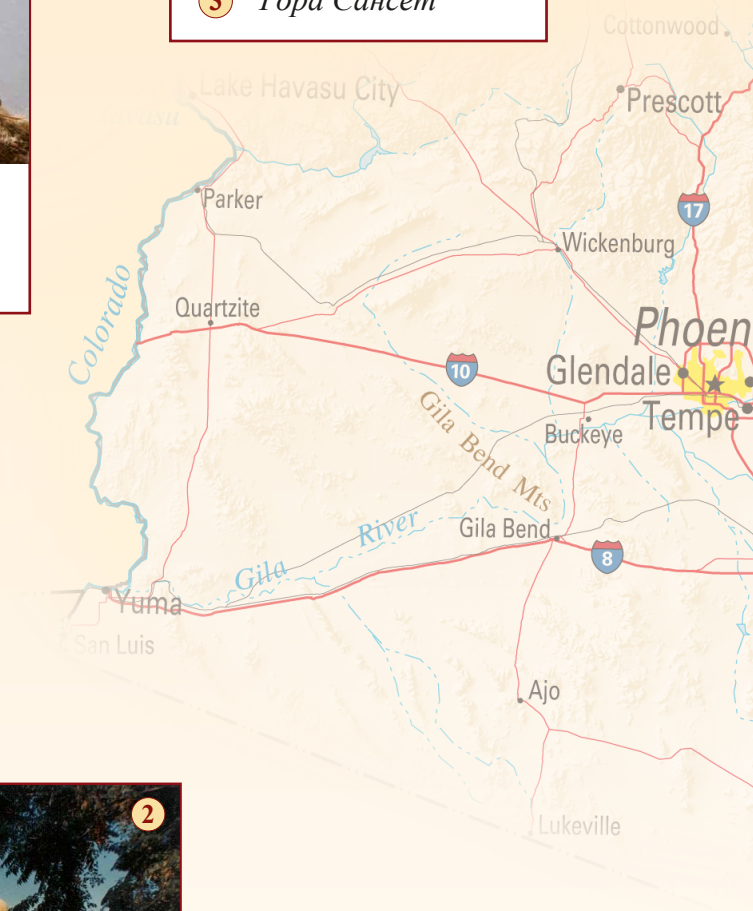 5 Гора Сансет
Cottonwood
Lake Havasu City
Prescott
Parker
17
Wickenburg
Colorado
Quartzite
Phoen
10
Glendale
Tempe
Gila Bend Mts
Buckeye
Gila River
Gila Bend
8
Yuma
San Luis
Ajo
2
Lukeville